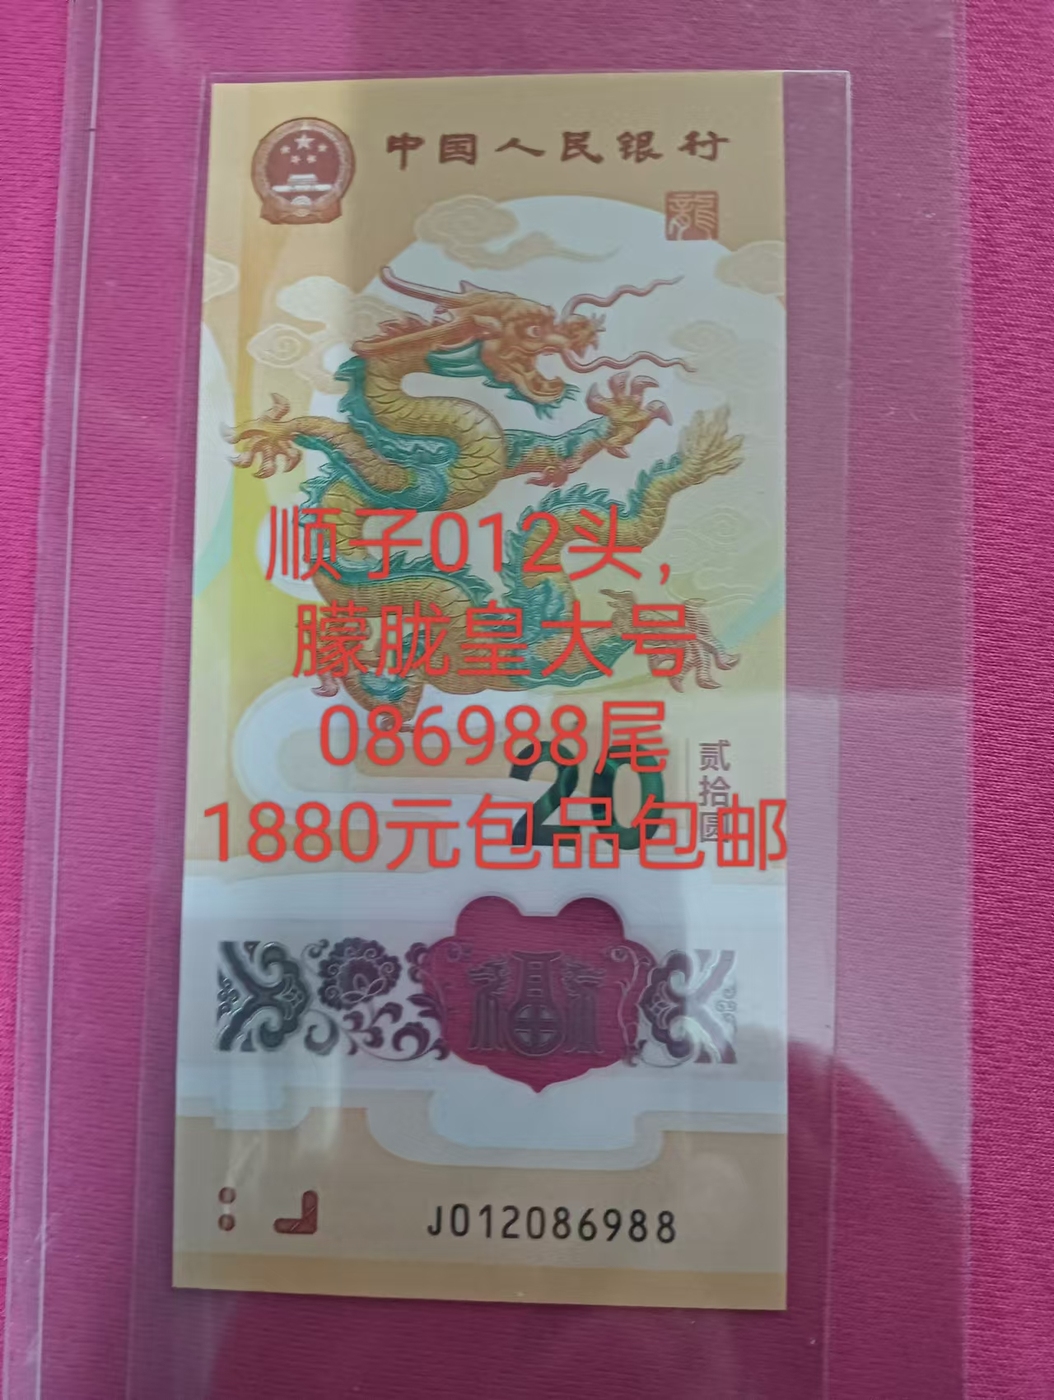 中国人民银行
龍
顺子012头，
朦胧皇大号
086988尾
20
贰拾圆
1880元包品包邮
福
J012086988